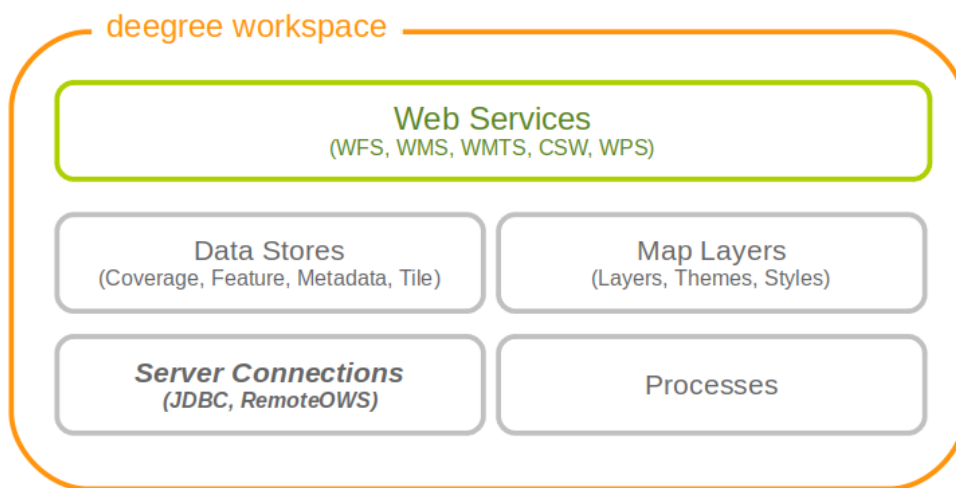 deegree workspace
Web Services
(WFS, WMS, WMTS, CSW, WPS)
Data Stores
(Coverage, Feature, Metadata, Tile)
Map Layers
(Layers, Themes, Styles)
Server Connections
(JDBC, RemoteOWS)
Processes